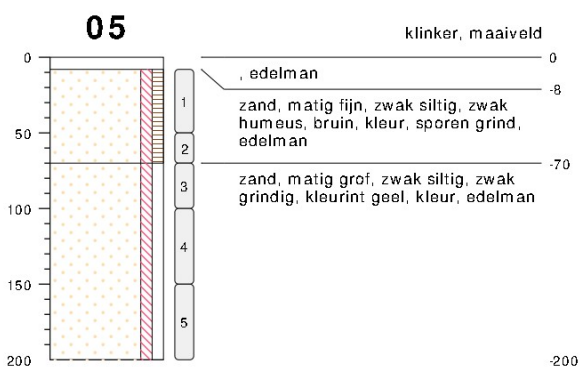 05
klinker, maaiveld
0
0
, edelman
-8
1
zand, matig fijn, zwak siltig, zwak
humeus, bruin, kleur, sporen grind,
edelman
50
2
-70
3
zand, matig grof, zwak siltig, zwak
grindig, kleurint geel, kleur, edelman
100
4
150
5
200
-200